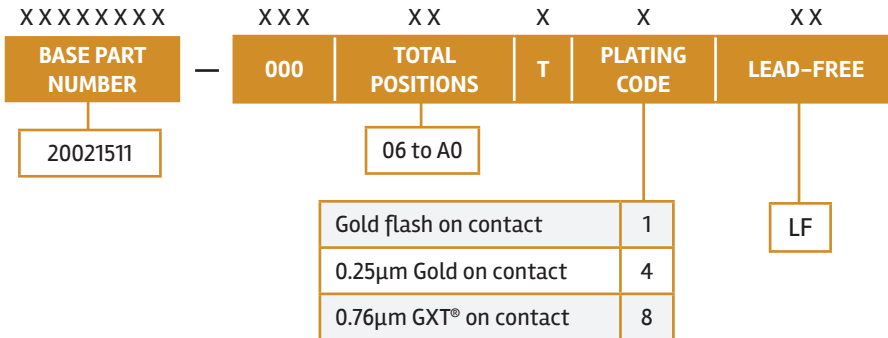 XXXXXXXX XXX XX X X XX
BASE PART NUMBER — 000 TOTAL POSITIONS T PLATING CODE LEAD-FREE
20021511 06 to A0
Gold flash on contact 1 LF
0.25μm Gold on contact 4
0.76μm GXT® on contact 8